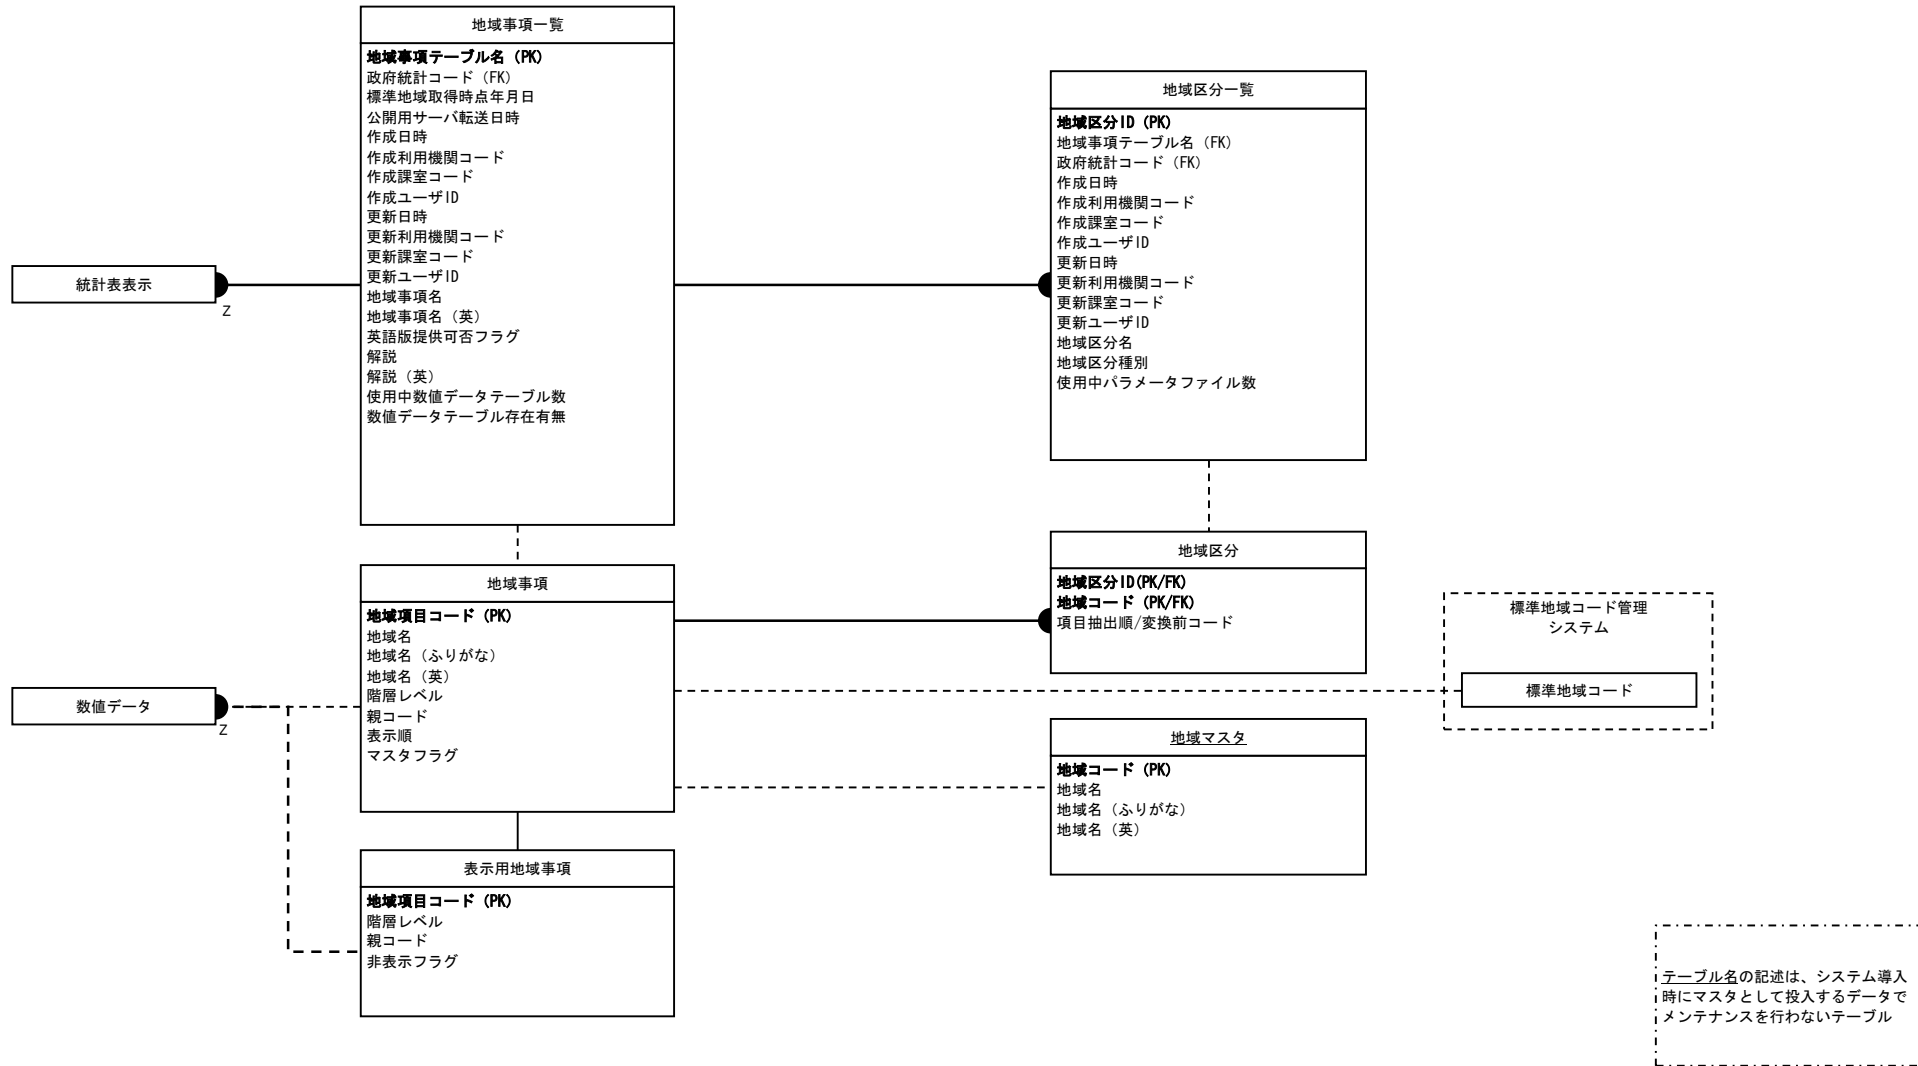 地域事項一覧
地域事項テーブル名（PK）
政府統計コード（FK）
標準地域取得時点年月日
公開用サーバ転送日時
作成日時
作成利用機関コード
作成課室コード
作成ユーザID
更新日時
更新利用機関コード
更新課室コード
更新ユーザID
地域事項名
地域事項名（英）
英語版提供可否フラグ
解説
解説（英）
使用中数値データテーブル数
数値データテーブル存在有無
地域区分一覧
地域区分ID（PK）
地域事項テーブル名（FK）
政府統計コード（FK）
作成日時
作成利用機関コード
作成課室コード
作成ユーザID
更新日時
更新利用機関コード
更新課室コード
更新ユーザID
地域区分名
地域区分種別
使用中パラメータファイル数
統計表表示
Z
地域事項
地域項目コード（PK）
地域名
地域名（ふりがな）
地域名（英）
階層レベル
親コード
表示順
マスタフラグ
地域区分
地域区分ID(PK/FK)
地域コード（PK/FK)
項目抽出順/変換前コード
標準地域コード管理
システム
標準地域コード
数値データ
Z
地域マスタ
地域コード（PK）
地域名
地域名（ふりがな）
地域名（英）
表示用地域事項
地域項目コード（PK）
階層レベル
親コード
非表示フラグ
テーブル名の記述は、システム導入
時にマスタとして投入するデータで
メンテナンスを行わないテーブル